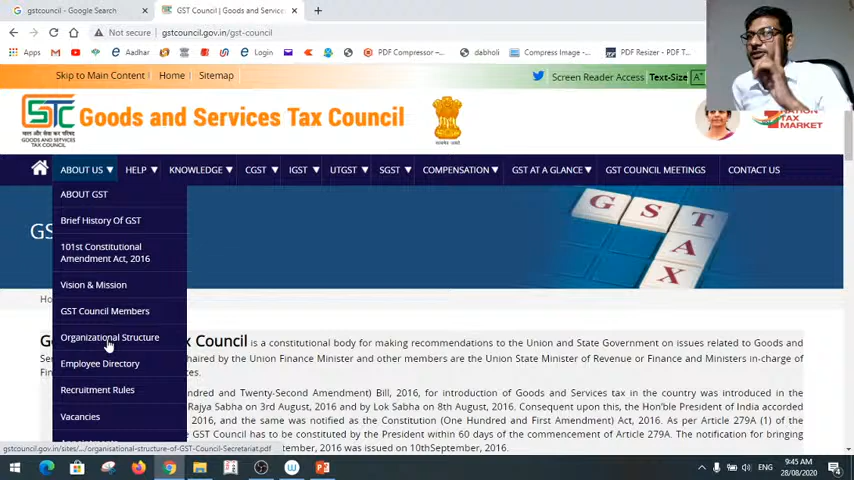 gstcouncil - Google Search
GST Council | Goods and Service
Not secure | gstcouncil.gov.in/gst-council
Apps
Aadhar
Login
PDF Compressor –...
dabholi
Compress Image -...
PDF Resizer - PDF T...
Skip to Main Content
Home
Sitemap
Screen Reader Access
Text-Size
A+
Goods and Services Tax Council
GOODS AND SERVICES
TAX COUNCIL
NATION
TAX
MARKET
ABOUT US
HELP
KNOWLEDGE
CGST
IGST
UTGST
SGST
COMPENSATION
GST AT A GLANCE
GST COUNCIL MEETINGS
CONTACT US
ABOUT GST
Brief History Of GST
101st Constitutional
Amendment Act, 2016
Vision & Mission
GST Council Members
Organizational Structure
Employee Directory
Recruitment Rules
Vacancies
GS
G S T
A
X
Ho
x Council is a constitutional body for making recommendations to the Union and State Government on issues related to Goods
haired by the Union Finance Minister and other members are the Union State Minister of Revenue or Finance and Ministers in-charge of
ndred and Twenty-Second Amendment) Bill, 2016, for introduction of Goods and Services tax in the country was introduced in the
Rajya Sabha on 3rd August, 2016 and by Lok Sabha on 8th August, 2016. Consequent upon this, the Hon'ble President of India accorded
2016, and the same was notified as the Constitution (One Hundred and First Amendment) Act, 2016. As per Article 279A (1) of the
GST Council has to be constituted by the President within 60 days of the commencement of Article 279A. The notification for bringing
tember, 2016 was issued on 10thSeptember, 2016.
gstcouncil.gov.in/sites/.../organisational-structure-of-GST-Council-Secretariat.pdf
ENG
9:45 AM
28/08/2020